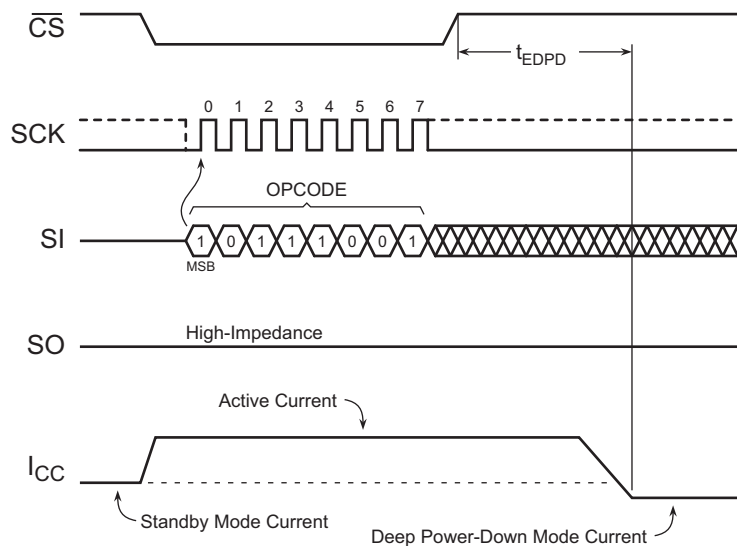 CS
tEDPD
0 1 2 3 4 5 6 7
SCK
OPCODE
SI
1 0 1 1 1 0 0 1
MSB
High-Impedance
SO
Active Current
ICC
Standby Mode Current
Deep Power-Down Mode Current